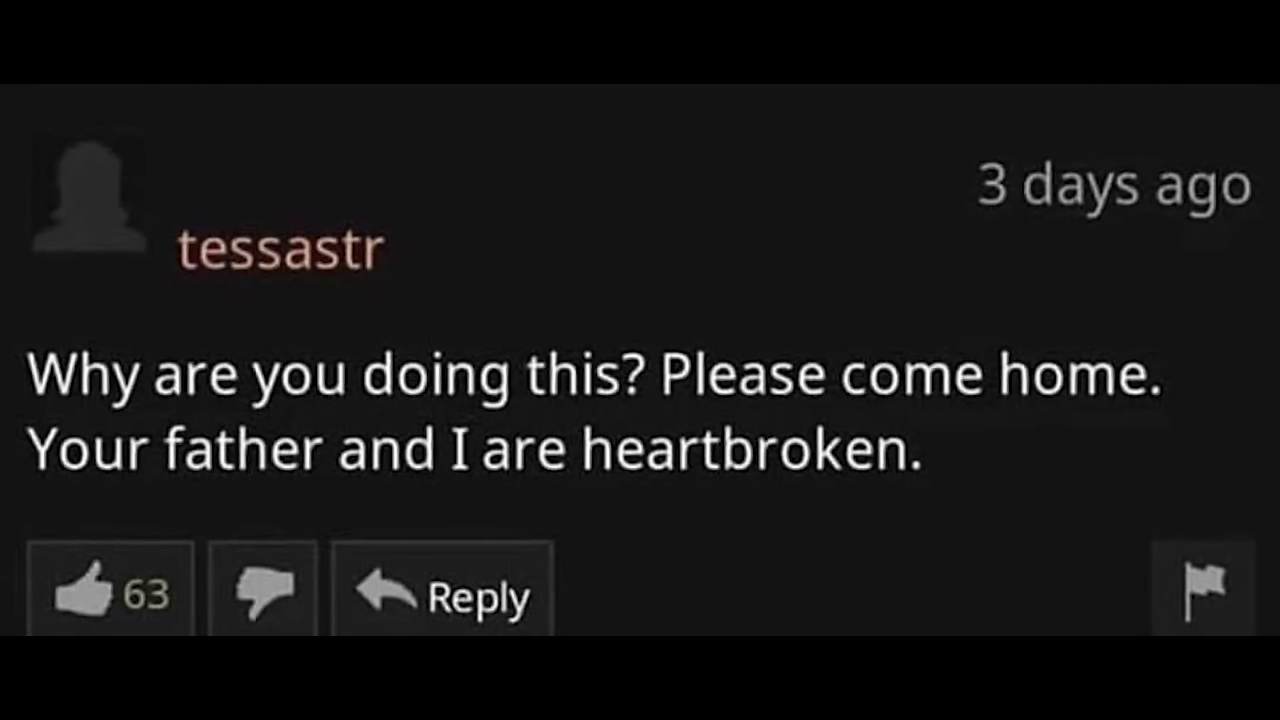 3 days ago
tessastr
Why are you doing this? Please come home.
Your father and I are heartbroken.
63
Reply